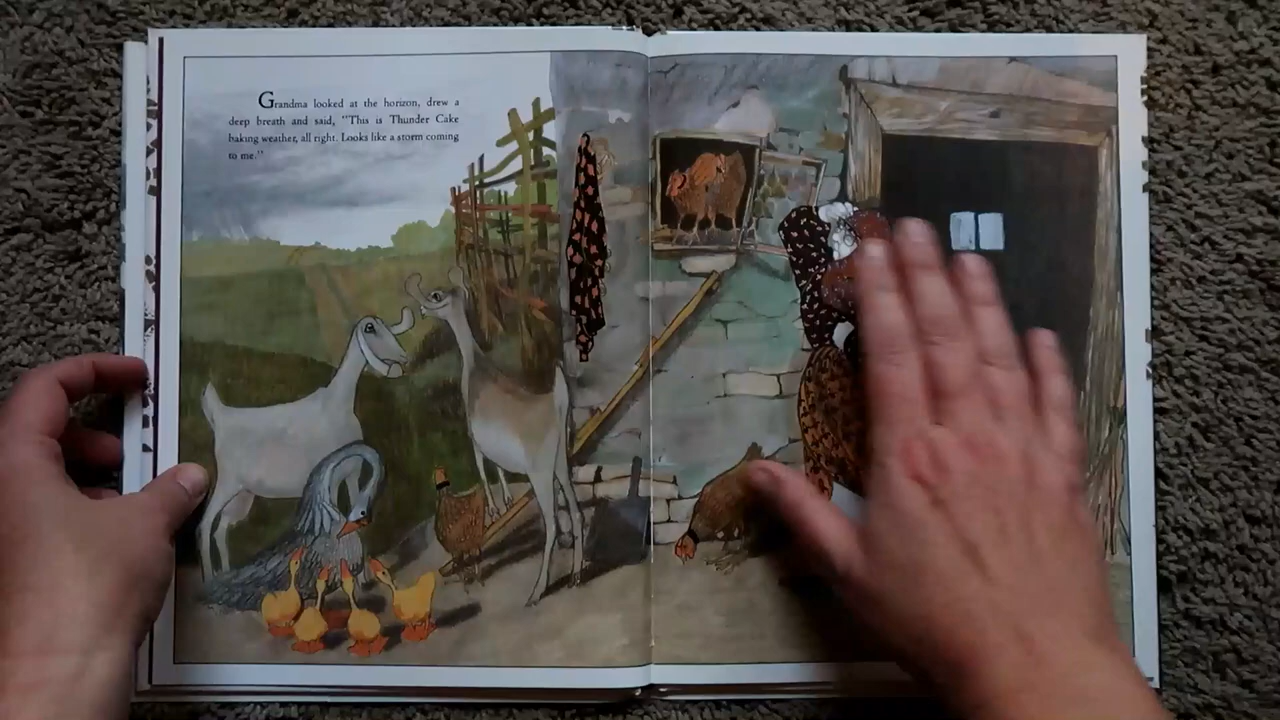 Grandma looked at the horizon, drew a
deep breath and said, "This is Thunder Cake
baking weather, all right. Looks like a storm coming
to me."